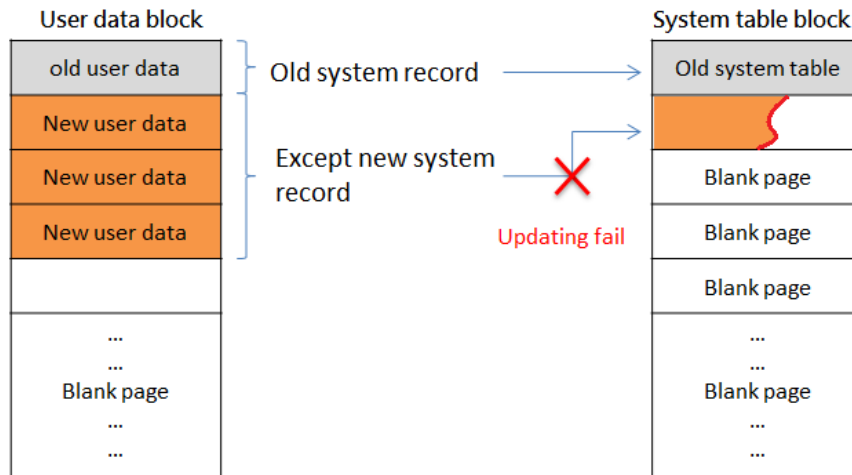 User data block
System table block
old user data
Old system record
Old system table
New user data
New user data
Except new system
record
Blank page
New user data
Updating fail
Blank page
Blank page
...
...
...
...
Blank page
Blank page
...
...
...
...